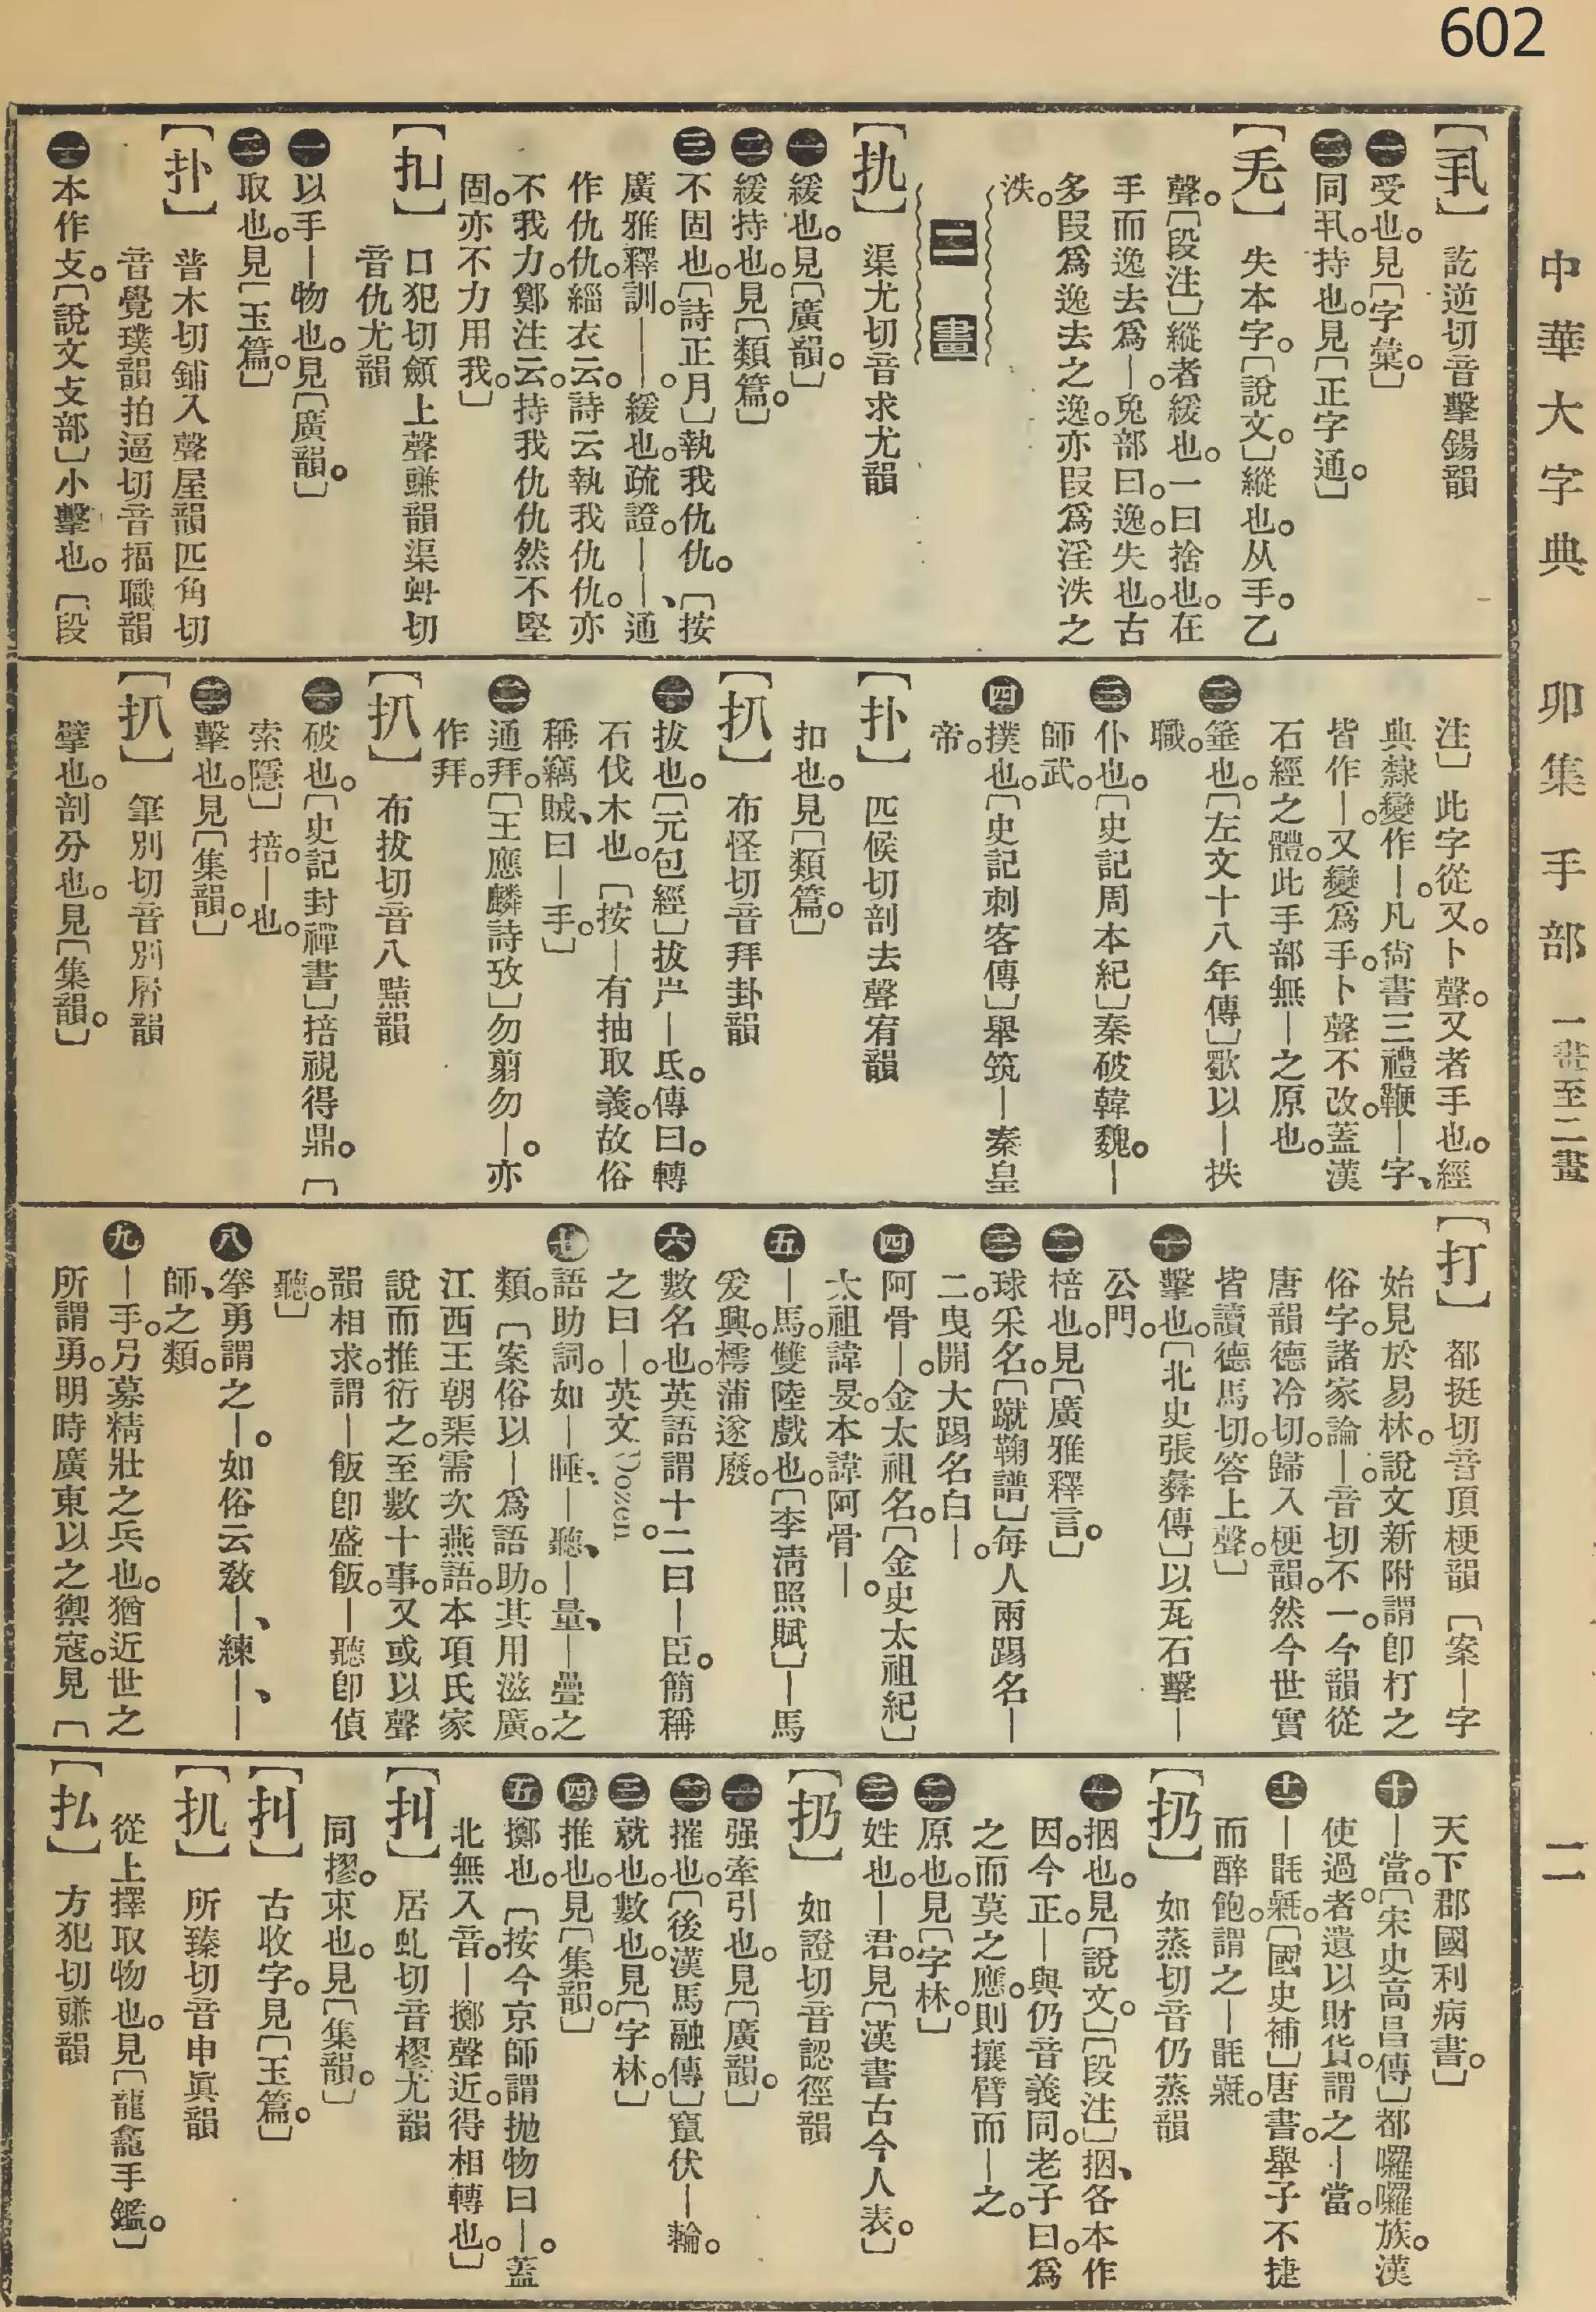 602
中華大字典 卯集 手部 一畫至二畫 二
【𠃨】 訖逆切音擊錫韻
㊀受也。見〔字彙。〕
㊁同丮。持也。見〔正字通。〕
【𠂺】 失本字。〔說文。〕縱也。从手。乙
聲。〔段注〕縱者緩也。一曰捨也。在
手而逸去爲—。兔部曰。逸。失也。古
多叚爲逸去之逸。亦叚爲淫泆之
泆。
二畫
【扏】 渠尤切音求尤韻
㊀緩也。見〔廣韻。〕
㊁緩持也。見〔類篇。〕
㊂不固也。〔詩正月〕執我仇仇。〔按
廣雅釋訓。——。緩也。疏證。——、通
作仇仇。緇衣云。詩云執我仇仇。亦
不我力。鄭注云。持我仇仇然不堅
固。亦不力用我。〕
【扣】 口犯切頷上聲豏韻渠虯切
音仇尤韻
㊀以手—物也。見〔廣韻。〕
㊁取也。見〔玉篇。〕
【扑】 普木切鋪入聲屋韻匹角切
音覺璞韻拍逼切音揊職韻
㊀本作攴。〔說文攴部〕小擊也。〔段
注〕此字從又。卜聲。又者手也。經
典隸變作—。凡尙書三禮鞭—字、
皆作—。又變爲手。卜聲不改。蓋漢
石經之體。此手部無—之原也。
㊁箠也。〔左文十八年傳〕歜以—抶
職。
㊂仆也。〔史記周本紀〕秦破韓魏。—
師武。
㊃撲也。〔史記刺客傳〕舉筑—秦皇
帝。
【扑】 匹候切剖去聲宥韻
扣也。見〔類篇。〕
【扒】 布怪切音拜卦韻
㊀拔也。〔元包經〕拔屵—氏。傳曰。轉
石伐木也。〔按—有抽取義。故俗
稱竊賊、曰—手。〕
㊁通拜。〔王應麟詩攷〕勿翦勿—。亦
作拜。
【扒】 布拔切音八黠韻
㊀破也。〔史記封禪書〕掊視得鼎。〔
索隱〕掊。—也。
㊁擊也。見〔集韻。〕
【扒】 筆別切音別屑韻
擘也。剖分也。見〔集韻。〕
【打】 都挺切音頂梗韻〔案—字
始見於易林。說文新附謂卽朾之
俗字。諸家論—。音切不一。今韻從
唐韻德冷切。歸入梗韻。然今世實
皆讀德馬切。答上聲。〕
㊀擊也。〔北史張彝傳〕以瓦石擊—
公門。
㊁棓也。見〔廣雅釋言。〕
㊂球采名。〔蹴鞠譜〕每人兩踢名—
二。曳開大踢名白—。
㊃阿骨—。金太祖名。〔金史太祖紀〕
太祖諱旻。本諱阿骨—。
㊄—馬。雙陸戲也。〔李淸照賦〕—馬
爰興。樗蒲遂廢。
㊅數名也。英語謂十二曰—臣。簡稱
之曰—。英文Dozen
㊆語助詞。如—睡、—聽、—量、—疊之
類。〔案俗以—爲語助。其用滋廣。
江西王朝渠需次燕語。本項氏家
說而推衍之。至數十事。又或以聲
韻相求。謂—飯卽盛飯。—聽卽偵
聽。〕
㊇拳勇謂之—。如俗云敎—、練—、—
師、之類。
㊈—手。另募精壯之兵也。猶近世之
所謂勇。明時廣東以之禦寇。見〔
天下郡國利病書。〕
㊉—當。〔宋史高昌傳〕都囉囉族。漢
使過者。遺以財貨。謂之—當。
⑪—毷氉。〔國史補〕唐書。舉子不捷
而醉飽。謂之—毷氉。
【扔】 如蒸切音仍蒸韻
㊀捆也。見〔說文。〕〔段注〕捆、各本作
因。今正。—與仍音義同。老子曰。爲
之而莫之應。則攘臂而—之。
㊁原也。見〔字林。〕
㊂姓也。—君。見〔漢書古今人表。〕
【扔】 如證切音認徑韻
㊀强牽引也。見〔廣韻。〕
㊁摧也。〔後漢馬融傳〕竄伏—輪。
㊂就也。數也。見〔字林。〕
㊃推也。見〔集韻。〕
㊄擲也。〔按今京師謂抛物曰—。蓋
北無入音。—擲聲近。得相轉也。〕
【抖】 居虬切音樛尤韻
同摎。束也。見〔集韻。〕
【抖】 古收字。見〔玉篇。〕
【扟】 所臻切音申眞韻
從上擇取物也。見〔龍龕手鑑。〕
【払】 方犯切豏韻